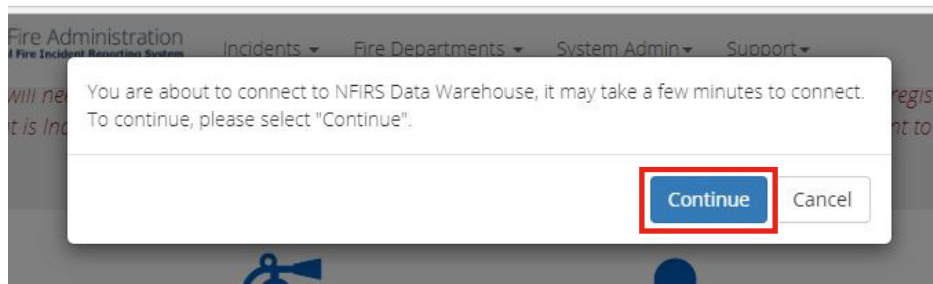 Fire Administration
l Fire Incident Reporting System
Incidents Fire Departments System Admin Support
will
You are about to connect to NFIRS Data Warehouse, it may take a few minutes to connect.
regis
t is Inc
To continue, please select "Continue".
nt to
Continue Cancel